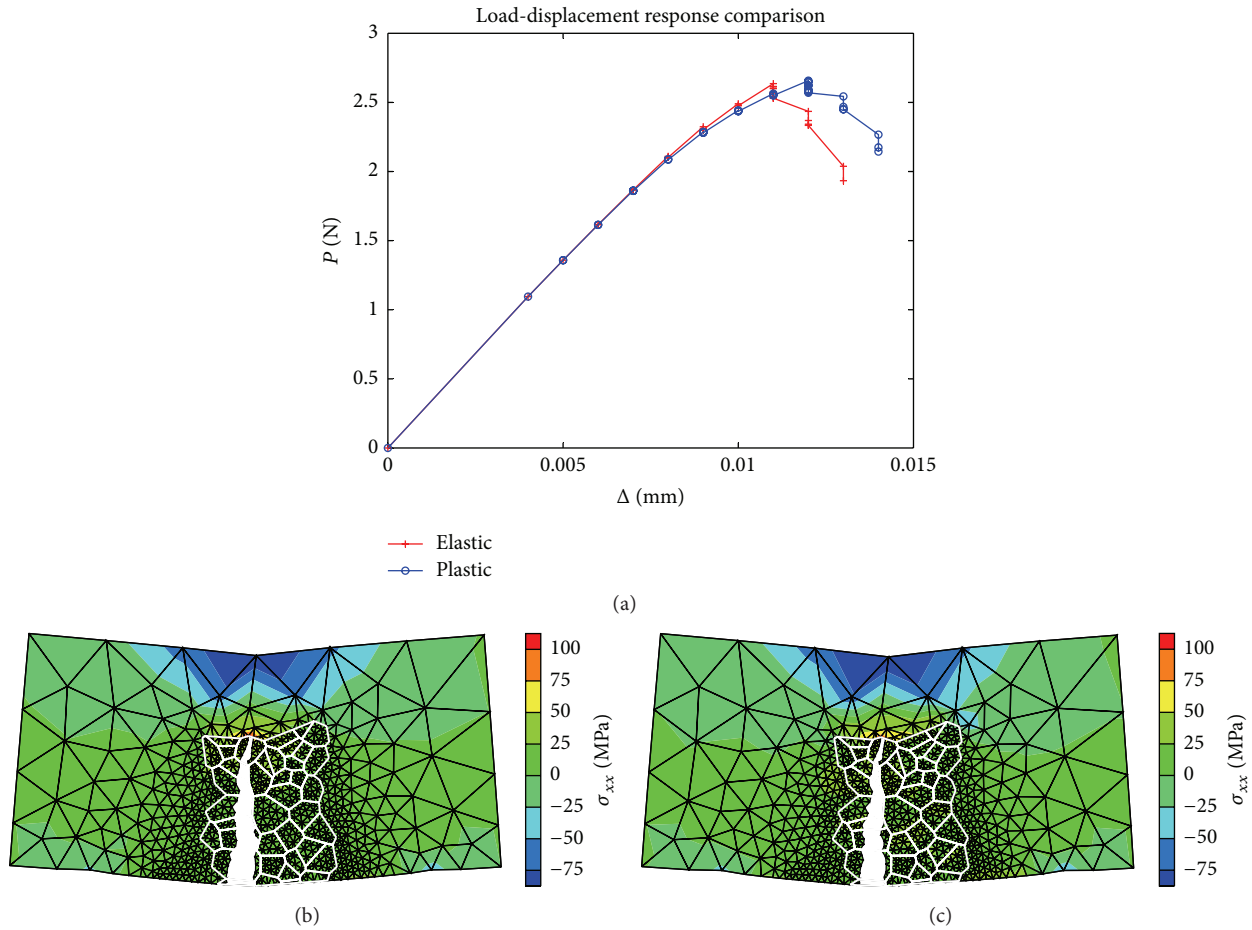 Load-displacement response comparison
3
2.5
2
1.5
1
0.5
0
P (N)
0 0.005 0.01 0.015
Δ (mm)
Elastic
Plastic
(a)
100
75
50
25
0
−25
−50
−75
σxx (MPa)
(b)
100
75
50
25
0
−25
−50
−75
σxx (MPa)
(c)